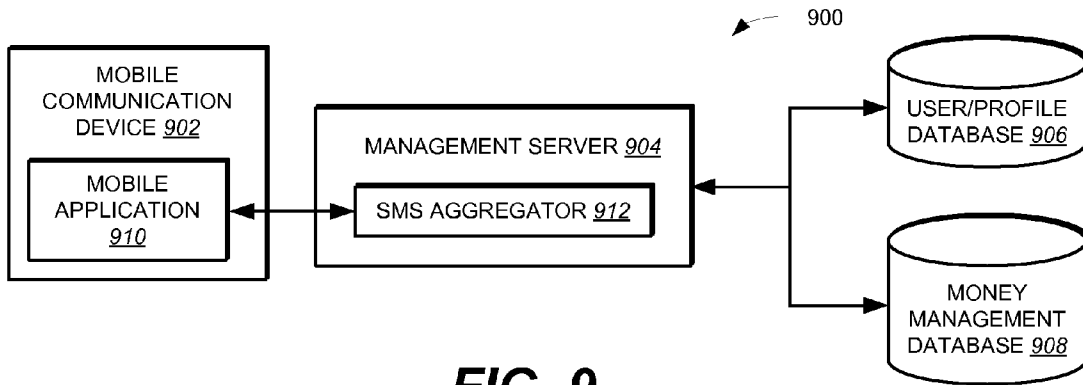 900
MOBILE
COMMUNICATION
DEVICE 902
MOBILE
APPLICATION
910
MANAGEMENT SERVER 904
SMS AGGREGATOR 912
USER/PROFILE
DATABASE 906
MONEY
MANAGEMENT
DATABASE 908
FIG. 9